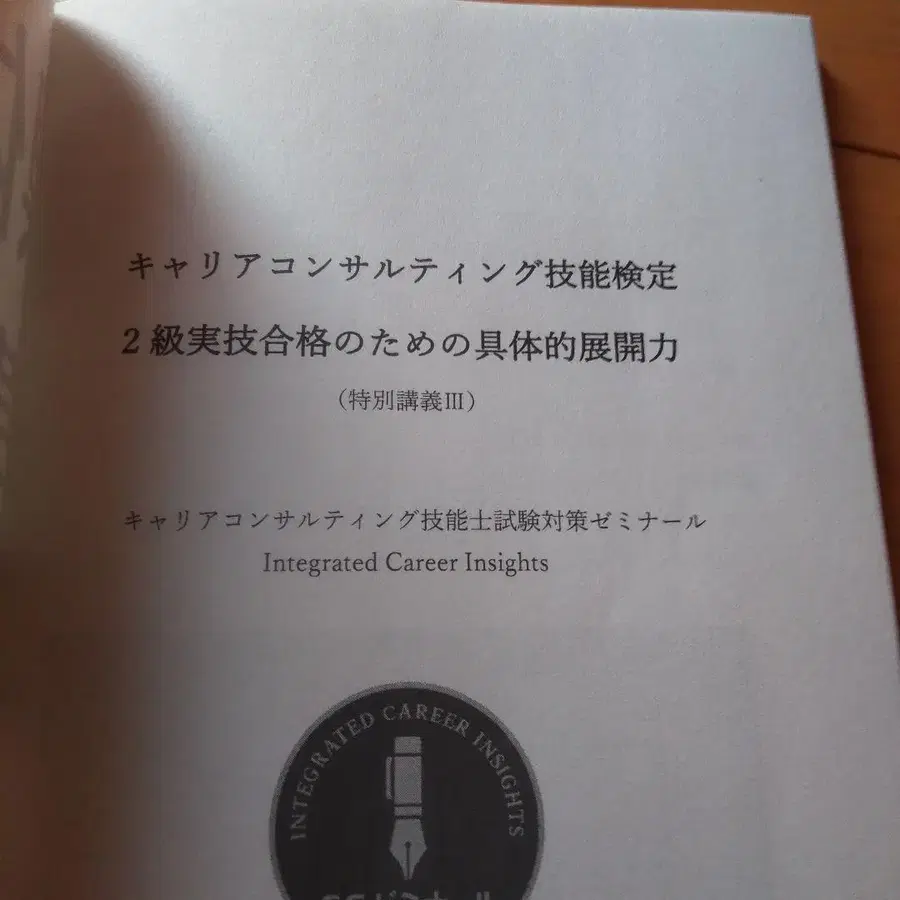 キャリアコンサルティング技能検定
2級実技合格のための具体的展開力
（特別講義Ⅲ）
キャリアコンサルティング技能士試験対策ゼミナール
Integrated Career Insights
INTEGRATED CAREER INSIGHTS